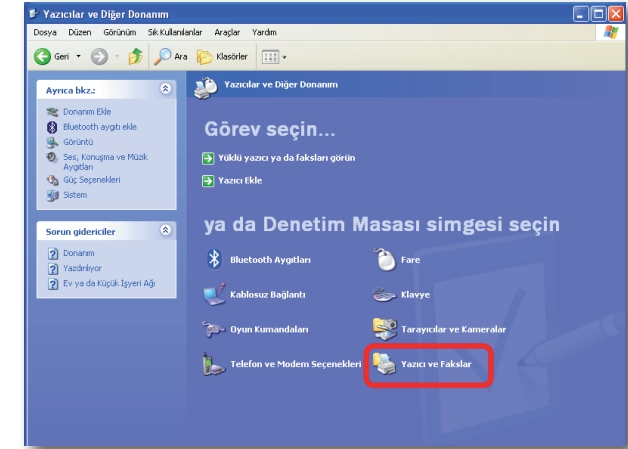 Yazıcılar ve Diğer Donanım
Dosya Düzen Görünüm Sık Kullanılanlar Araçlar Yardım
Geri Ara Klasörler
Ayrıca bkz.:
Donanım Ekle
Bluetooth aygıtı ekle
Görüntü
Ses, Konuşma ve Müzik
Aygıtları
Güç Seçenekleri
Sistem
Sorun gidericiler
Donanım
Yazdırılıyor
Ev ya da Küçük İşyeri Ağı
Yazıcılar ve Diğer Donanım
Görev seçin...
Yüklü yazıcı ya da faksları görün
Yazıcı Ekle
ya da Denetim Masası simgesi seçin
Bluetooth Aygıtları
Fare
Kablosuz Bağlantı
Klavye
Oyun Kumandaları
Tarayıcılar ve Kameralar
Telefon ve Modem Seçenekleri
Yazıcı ve Fakslar